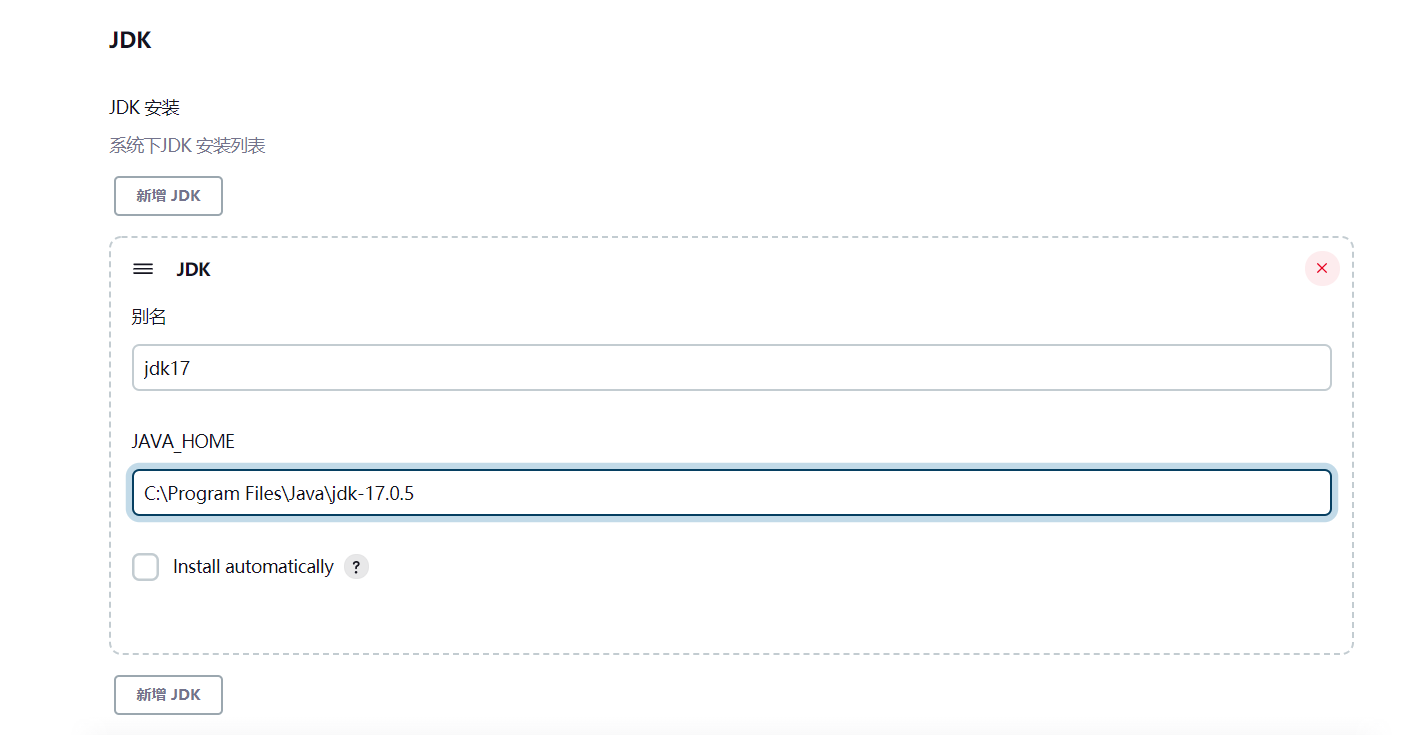 JDK
JDK 安装
系统下JDK 安装列表
新增 JDK
JDK
别名
jdk17
JAVA_HOME
C:\Program Files\Java\jdk-17.0.5
Install automatically ?
新增 JDK